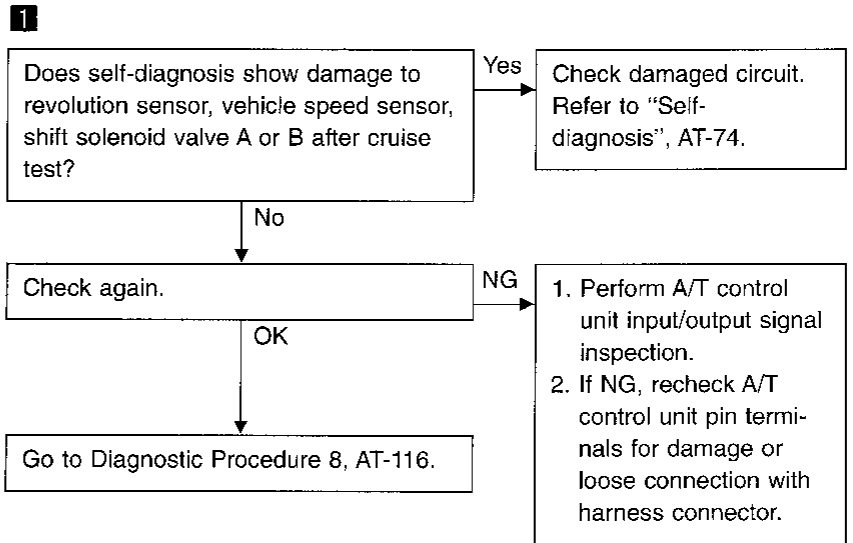 1
Does self-diagnosis show damage to
revolution sensor, vehicle speed sensor,
shift solenoid valve A or B after cruise
test?
Yes
Check damaged circuit.
Refer to “Self-
diagnosis”, AT-74.
No
Check again.
NG
1. Perform A/T control
unit input/output signal
inspection.
2. If NG, recheck A/T
control unit pin termi-
nals for damage or
loose connection with
harness connector.
OK
Go to Diagnostic Procedure 8, AT-116.